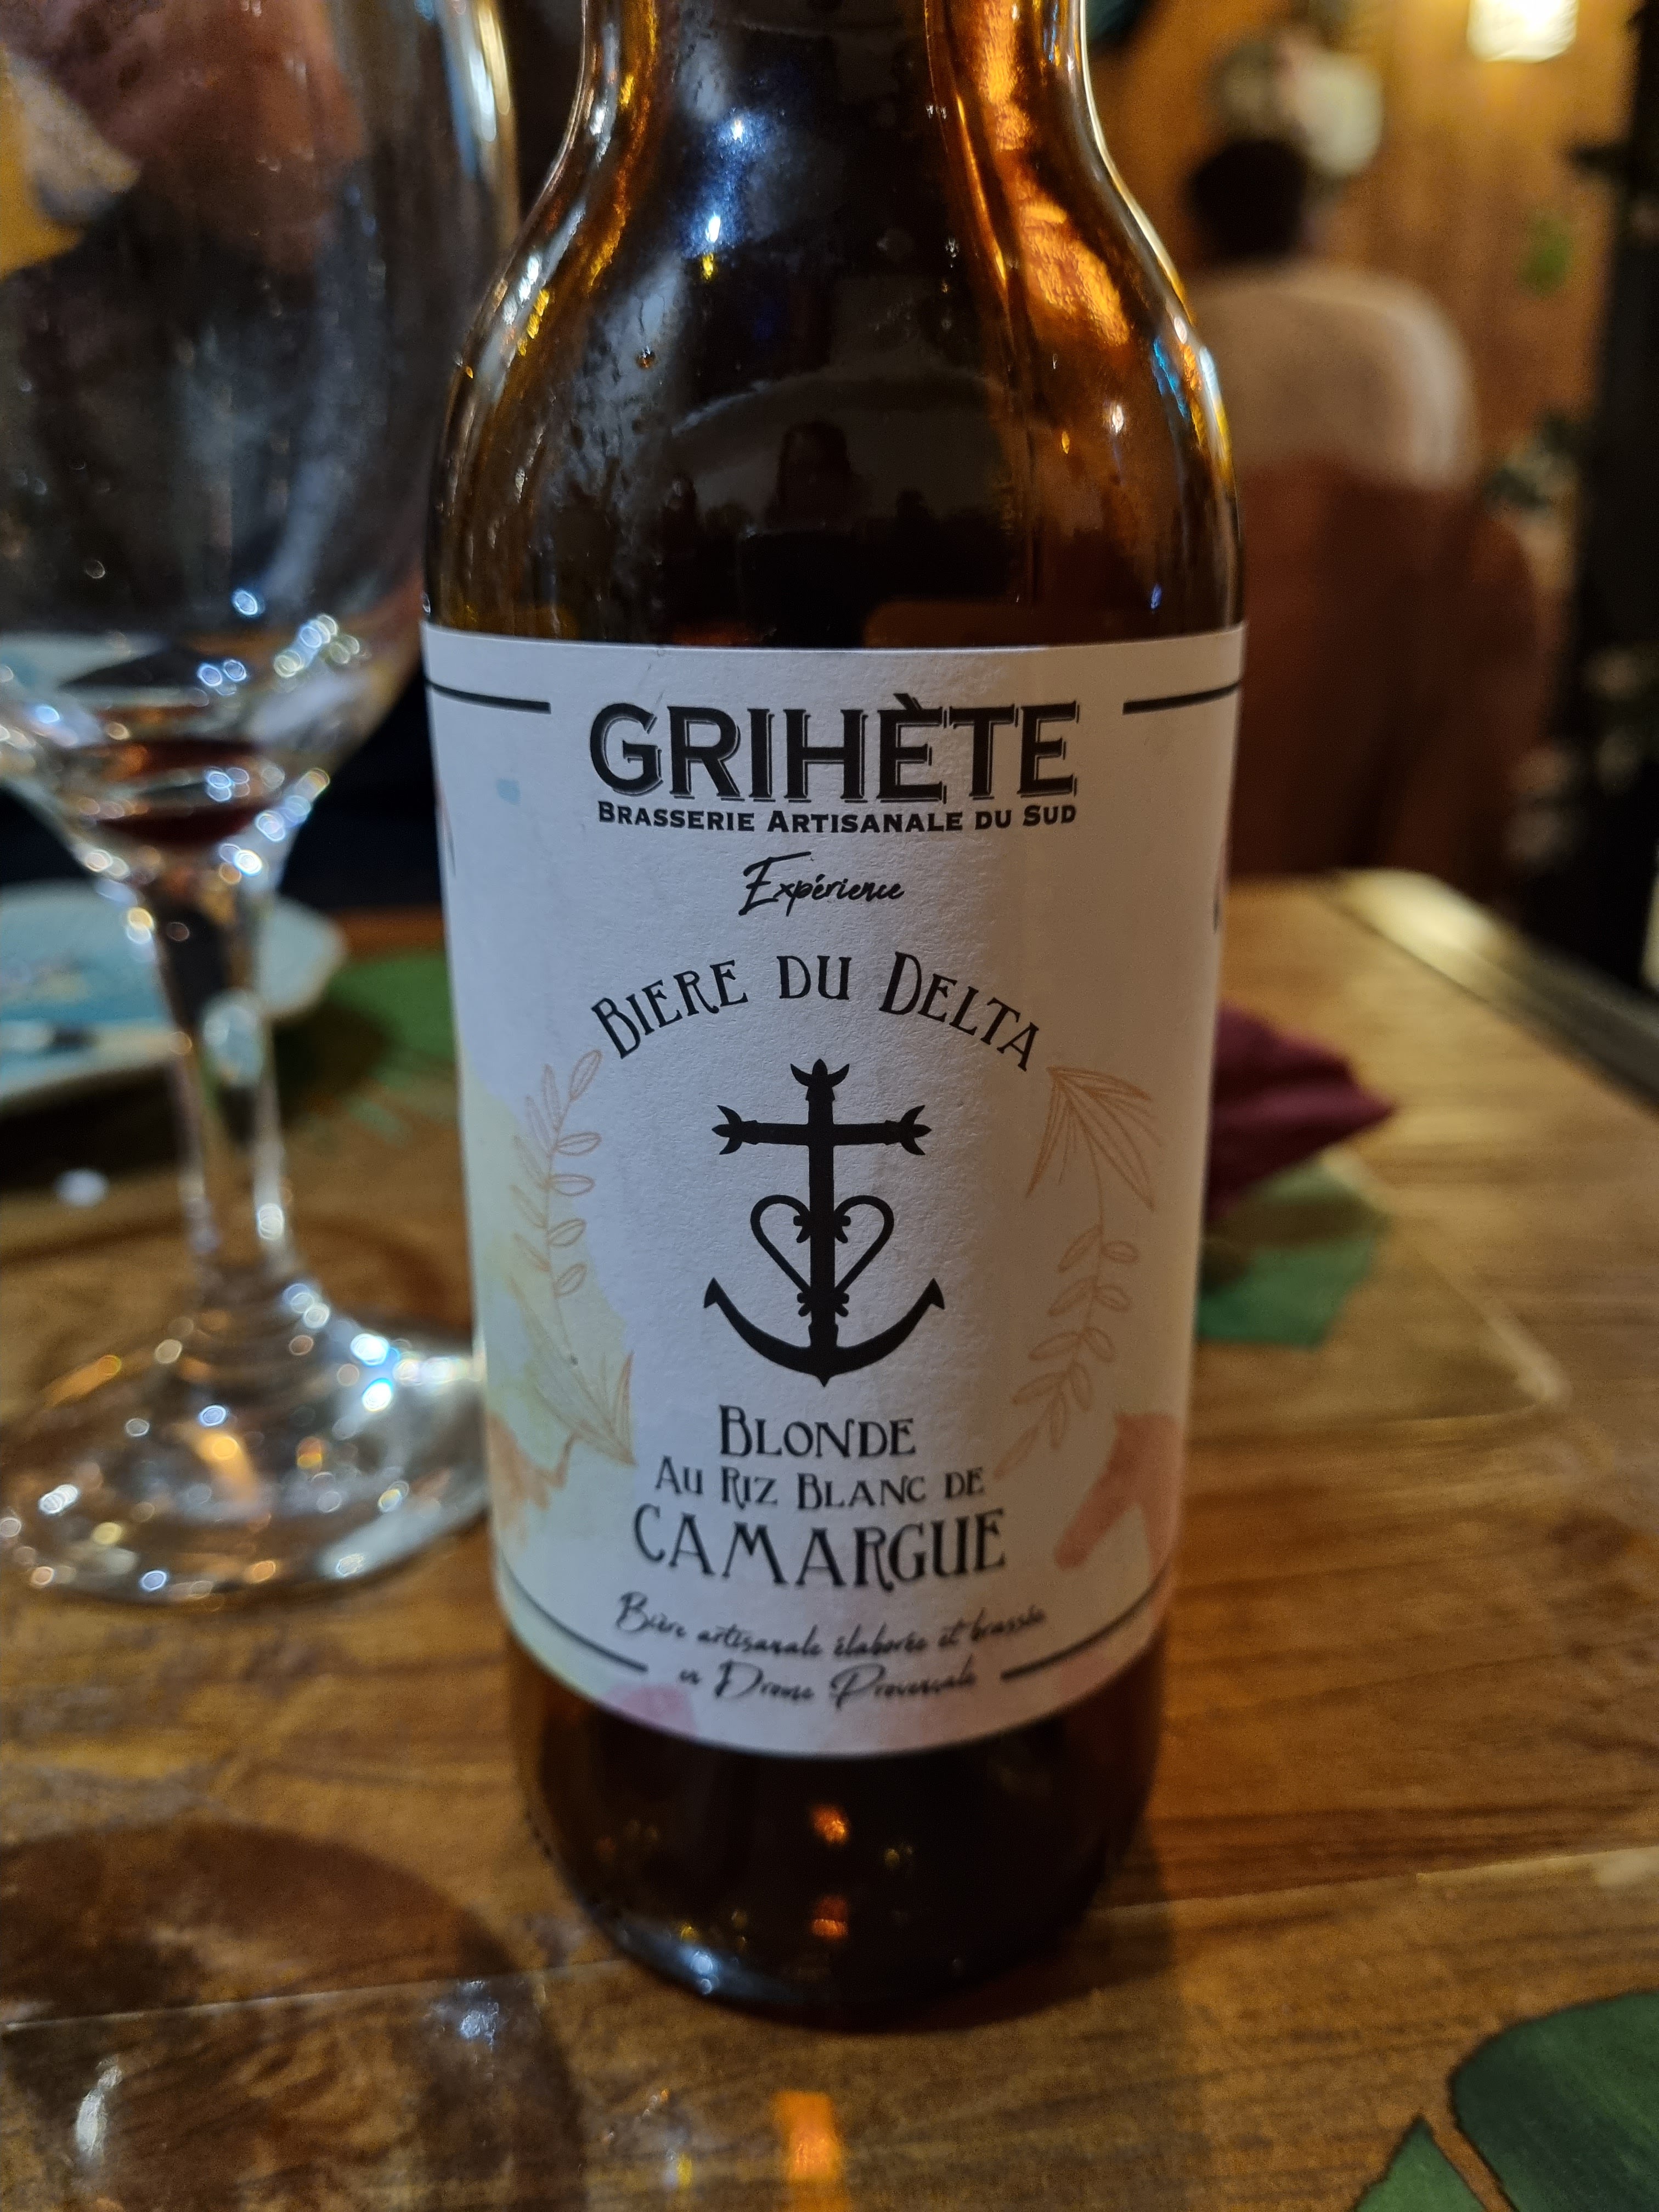 GRIHÈTE
BRASSERIE ARTISANALE DU SUD
Expérience
BIERE DU DELTA
BLONDE
AU RIZ BLANC DE
CAMARGUE
Bière artisanale élaborée et brassée
en Drome Provençale